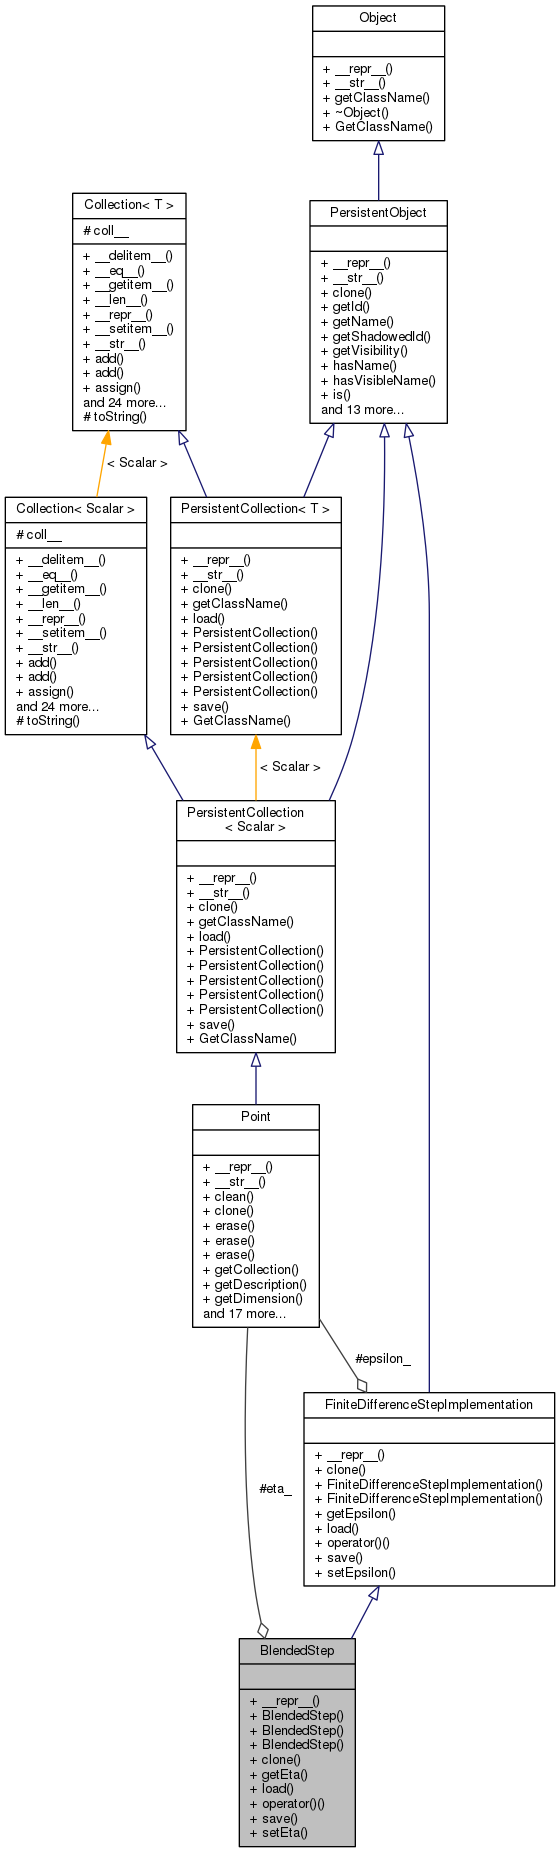 Object
+ __repr__()
+ __str__()
+ getClassName()
+ ~Object()
+ GetClassName()
Collection< T >
# coll__
+ __delitem__()
+ __eq__()
+ __getitem__()
+ __len__()
+ __repr__()
+ __setitem__()
+ __str__()
+ add()
+ add()
+ assign()
and 24 more...
# toString()
PersistentObject
+ __repr__()
+ __str__()
+ clone()
+ getId()
+ getName()
+ getShadowedId()
+ getVisibility()
+ hasName()
+ hasVisibleName()
+ is()
and 13 more...
< Scalar >
Collection< Scalar >
# coll__
+ __delitem__()
+ __eq__()
+ __getitem__()
+ __len__()
+ __repr__()
+ __setitem__()
+ __str__()
+ add()
+ add()
+ assign()
and 24 more...
# toString()
PersistentCollection< T >
+ __repr__()
+ __str__()
+ clone()
+ getClassName()
+ load()
+ PersistentCollection()
+ PersistentCollection()
+ PersistentCollection()
+ PersistentCollection()
+ PersistentCollection()
+ save()
+ GetClassName()
< Scalar >
PersistentCollection
< Scalar >
+ __repr__()
+ __str__()
+ clone()
+ getClassName()
+ load()
+ PersistentCollection()
+ PersistentCollection()
+ PersistentCollection()
+ PersistentCollection()
+ PersistentCollection()
+ save()
+ GetClassName()
Point
+ __repr__()
+ __str__()
+ clean()
+ clone()
+ erase()
+ erase()
+ erase()
+ getCollection()
+ getDescription()
+ getDimension()
and 17 more...
#epsilon_
FiniteDifferenceStepImplementation
+ __repr__()
+ clone()
+ FiniteDifferenceStepImplementation()
+ FiniteDifferenceStepImplementation()
+ getEpsilon()
+ load()
+ operator()()
+ save()
+ setEpsilon()
#eta_
BlendedStep
+ __repr__()
+ BlendedStep()
+ BlendedStep()
+ BlendedStep()
+ clone()
+ getEta()
+ load()
+ operator()()
+ save()
+ setEta()